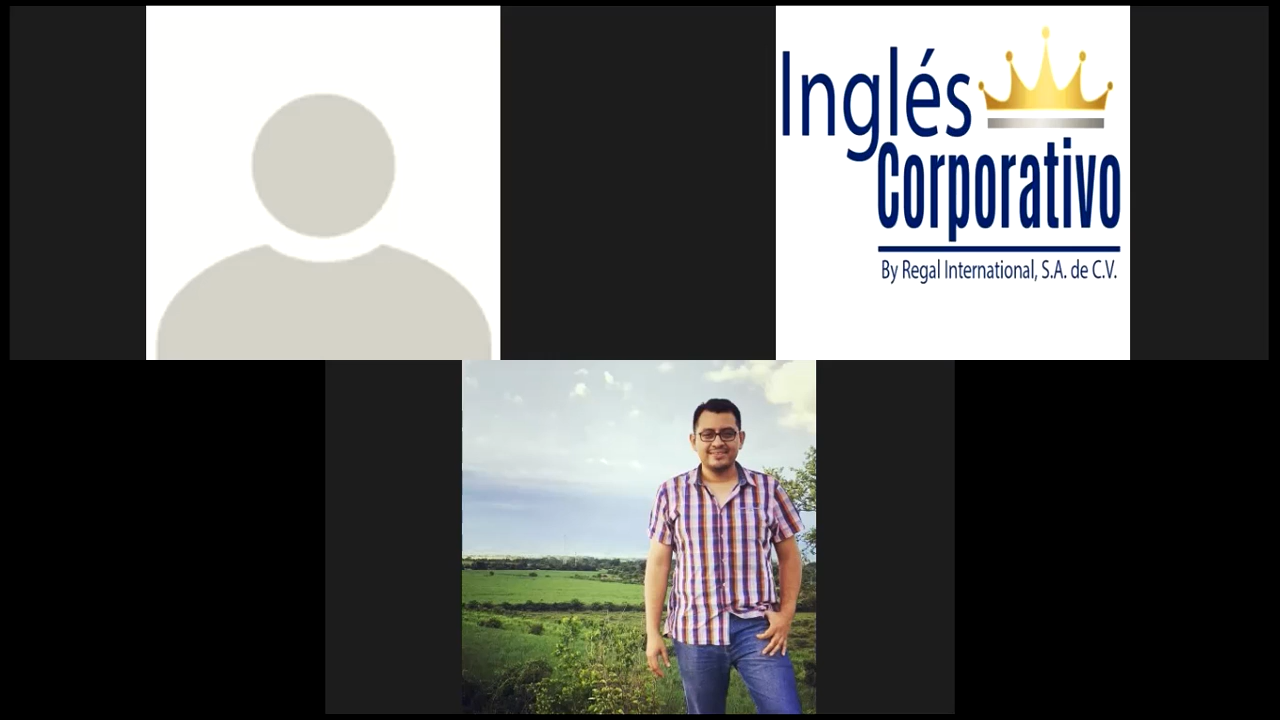 Inglés
Corporativo
By Regal International, S.A. de C.V.